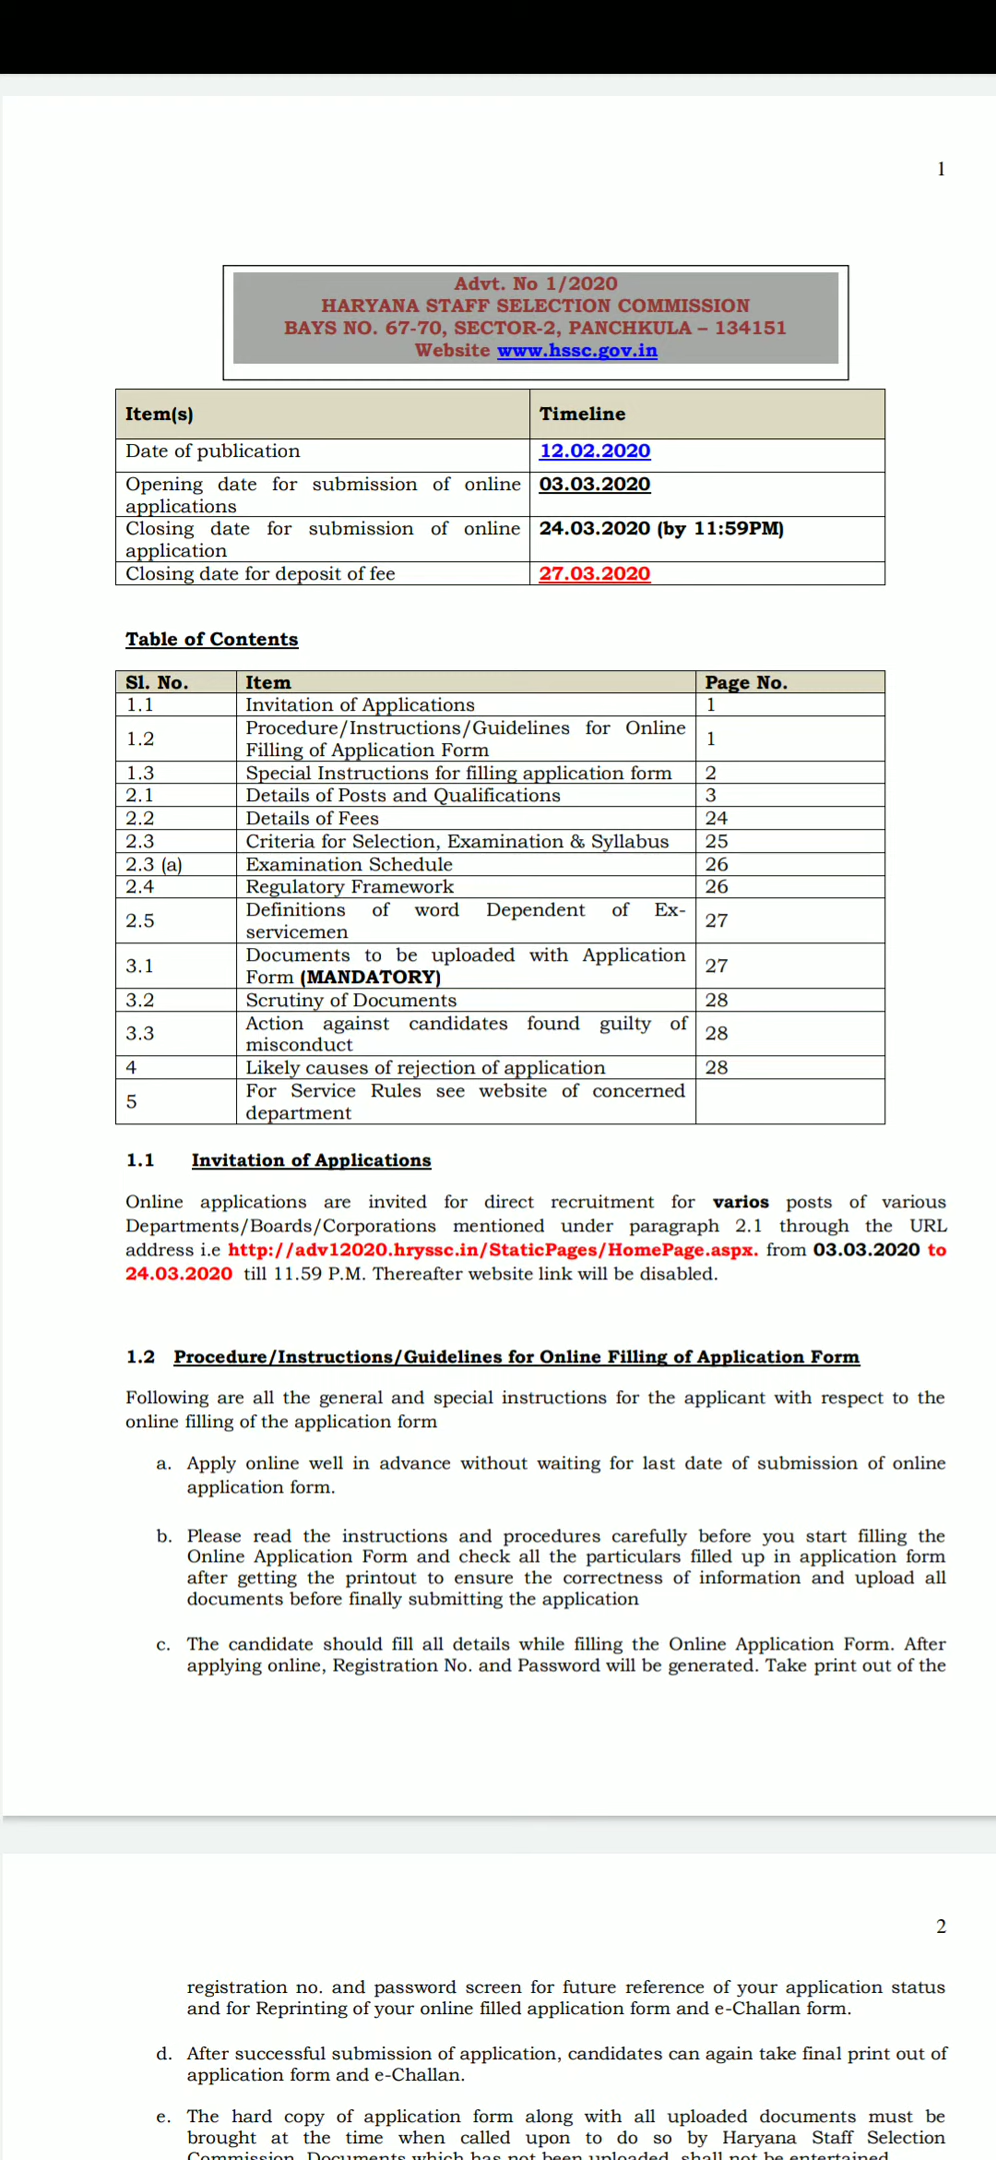 1
Advt. No 1/2020
HARYANA STAFF SELECTION COMMISSION
BAYS NO. 67-70, SECTOR-2, PANCHKULA – 134151
Website www.hssc.gov.in
Item(s) Timeline
Date of publication 12.02.2020
Opening date for submission of online 03.03.2020
applications
Closing date for submission of online 24.03.2020 (by 11:59PM)
application
Closing date for deposit of fee 27.03.2020
Table of Contents
Sl. No. Item Page No.
1.1 Invitation of Applications 1
1.2 Procedure/Instructions/Guidelines for Online 1
Filling of Application Form
1.3 Special Instructions for filling application form 2
2.1 Details of Posts and Qualifications 3
2.2 Details of Fees 24
2.3 Criteria for Selection, Examination & Syllabus 25
2.3 (a) Examination Schedule 26
2.4 Regulatory Framework 26
2.5 Definitions of word Dependent of Ex- 27
servicemen
3.1 Documents to be uploaded with Application 27
Form (MANDATORY)
3.2 Scrutiny of Documents 28
3.3 Action against candidates found guilty of 28
misconduct
4 Likely causes of rejection of application 28
5 For Service Rules see website of concerned
department
1.1 Invitation of Applications
Online applications are invited for direct recruitment for varios posts of various
Departments/Boards/Corporations mentioned under paragraph 2.1 through the URL
address i.e http://adv12020.hryssc.in/StaticPages/HomePage.aspx. from 03.03.2020 to
24.03.2020 till 11.59 P.M. Thereafter website link will be disabled.
1.2 Procedure/Instructions/Guidelines for Online Filling of Application Form
Following are all the general and special instructions for the applicant with respect to the
online filling of the application form
a. Apply online well in advance without waiting for last date of submission of online
application form.
b. Please read the instructions and procedures carefully before you start filling the
Online Application Form and check all the particulars filled up in application form
after getting the printout to ensure the correctness of information and upload all
documents before finally submitting the application
c. The candidate should fill all details while filling the Online Application Form. After
applying online, Registration No. and Password will be generated. Take print out of the
2
registration no. and password screen for future reference of your application status
and for Reprinting of your online filled application form and e-Challan form.
d. After successful submission of application, candidates can again take final print out of
application form and e-Challan.
e. The hard copy of application form along with all uploaded documents must be
brought at the time when called upon to do so by Haryana Staff Selection
Commission. Documents which has not been uploaded, shall not be entertained